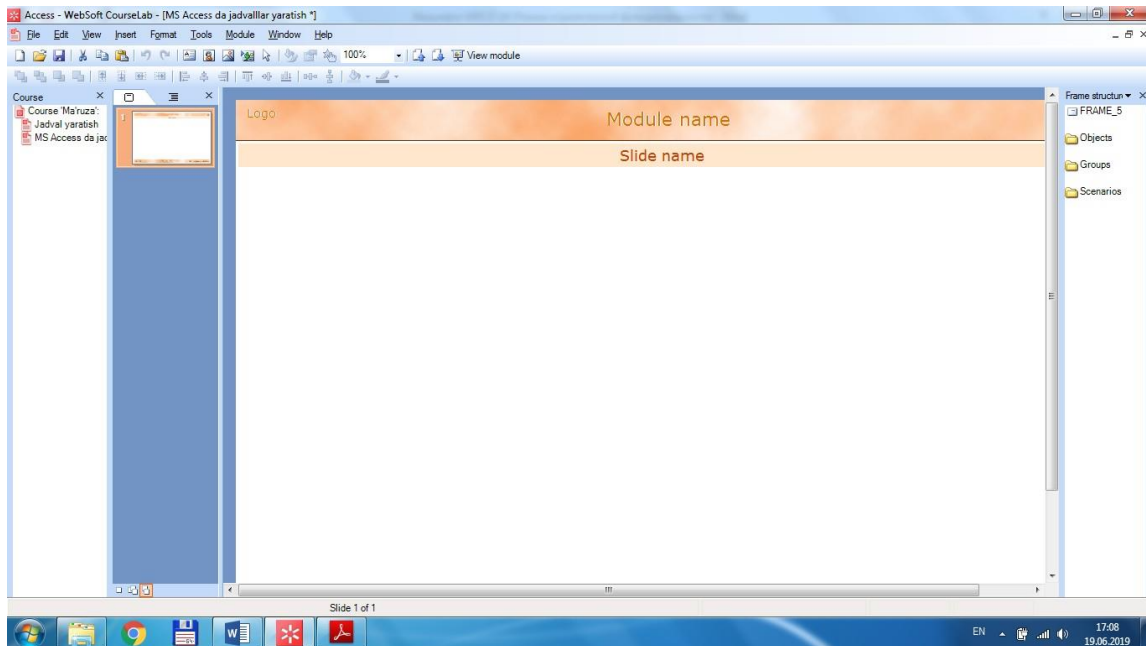 Access - WebSoft CourseLab - [MS Access da jadvalllar yaratish *]
File Edit View Insert Format Tools Module Window Help
100% View module
Course
Course 'Ma'ruza':
Jadval yaratish
MS Access da jad
1
Logo
Module name
Slide name
Frame structur
FRAME_5
Objects
Groups
Scenarios
Slide 1 of 1
EN 17:08
19.06.2019